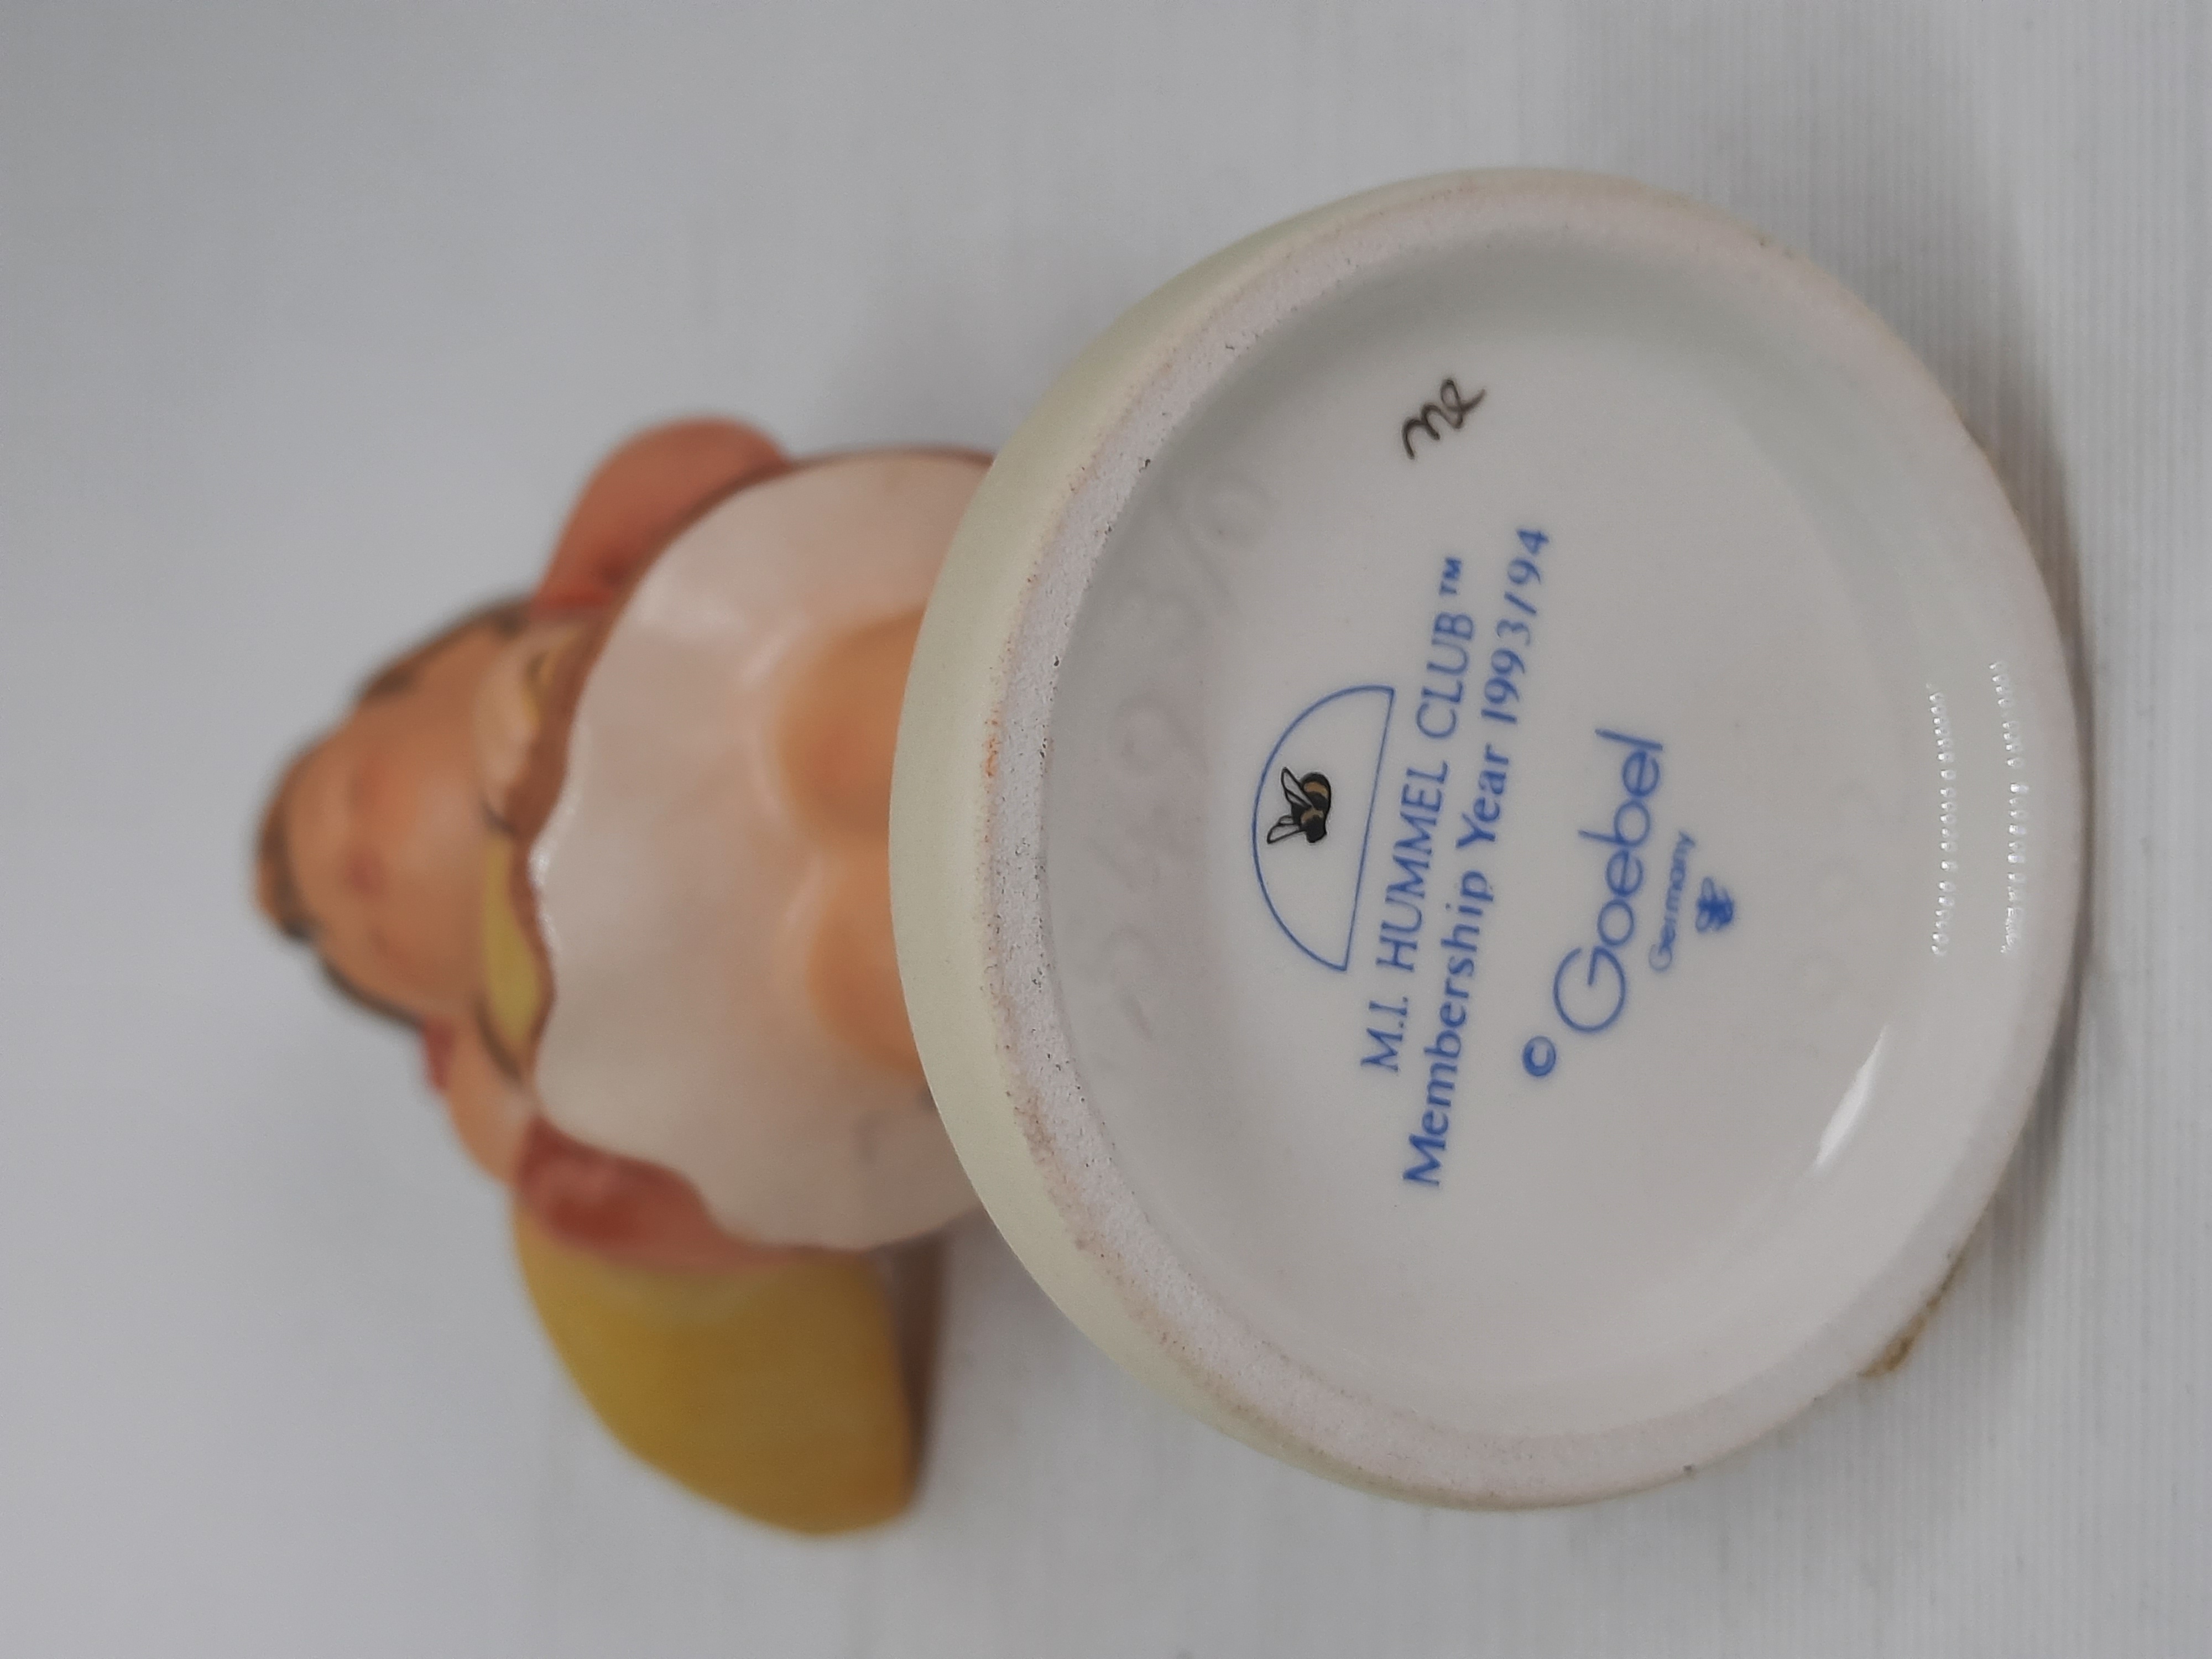 M.I. HUMMEL CLUB™
Membership Year 1993/94
© Goebel
Germany